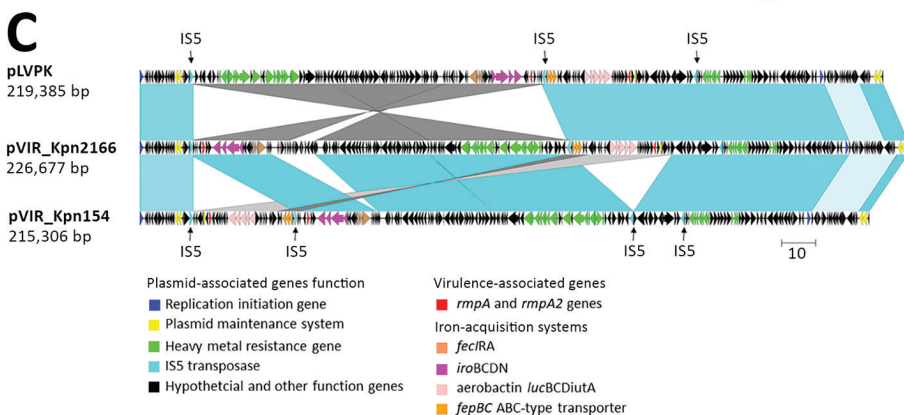 C
IS5 IS5 IS5
pLVPK
219,385 bp
pVIR_Kpn2166
226,677 bp
pVIR_Kpn154
215,306 bp
IS5 IS5 IS5 IS5
10
Plasmid-associated genes function
Replication initiation gene
Plasmid maintenance system
Heavy metal resistance gene
IS5 transposase
Hypothetcial and other function genes
Virulence-associated genes
rmpA and rmpA2 genes
Iron-acquisition systems
fecIRA
iroBCDN
aerobactin lucBCDiutA
fepBC ABC-type transporter